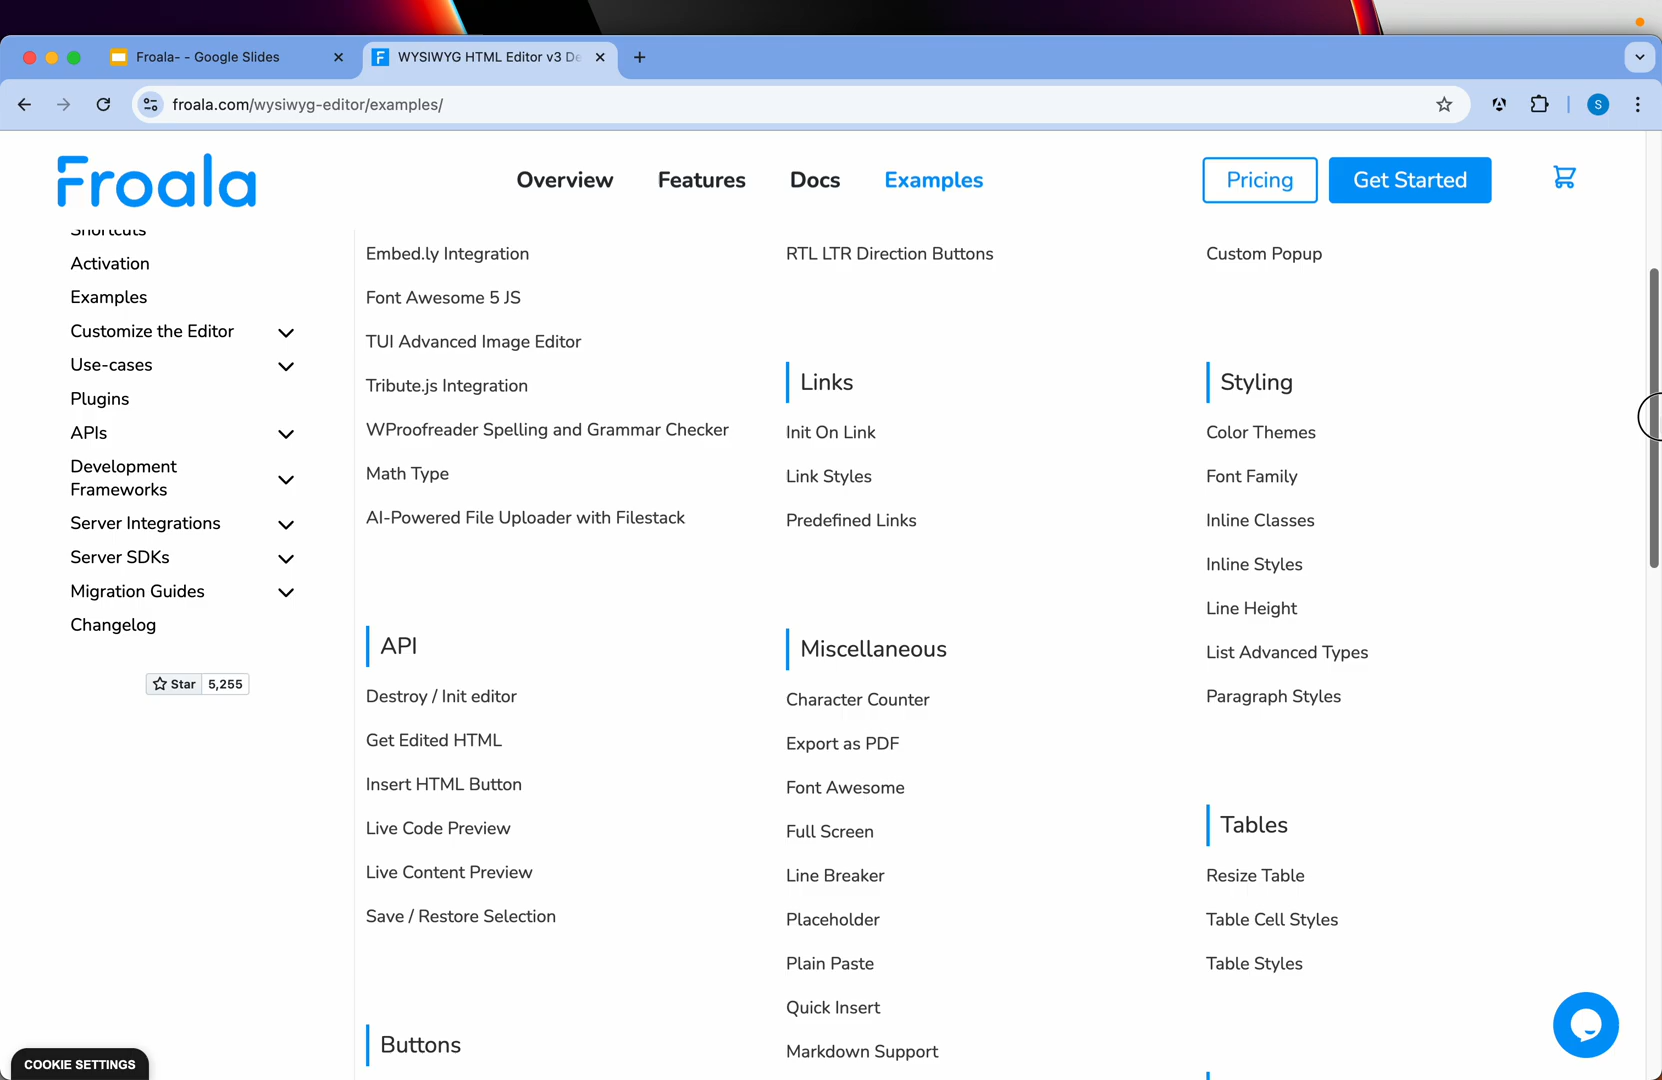 Froala- - Google Slides
WYSIWYG HTML Editor v3 De
froala.com/wysiwyg-editor/examples/
S
Froala
Overview
Features
Docs
Examples
Pricing
Get Started
Shortcuts
Activation
Examples
Customize the Editor
Use-cases
Plugins
APIs
Development
Frameworks
Server Integrations
Server SDKs
Migration Guides
Changelog
Star 5,255
Embed.ly Integration
Font Awesome 5 JS
TUI Advanced Image Editor
Tribute.js Integration
WProofreader Spelling and Grammar Checker
Math Type
AI-Powered File Uploader with Filestack
API
Destroy / Init editor
Get Edited HTML
Insert HTML Button
Live Code Preview
Live Content Preview
Save / Restore Selection
Buttons
RTL LTR Direction Buttons
Links
Init On Link
Link Styles
Predefined Links
Miscellaneous
Character Counter
Export as PDF
Font Awesome
Full Screen
Line Breaker
Placeholder
Plain Paste
Quick Insert
Markdown Support
Custom Popup
Styling
Color Themes
Font Family
Inline Classes
Inline Styles
Line Height
List Advanced Types
Paragraph Styles
Tables
Resize Table
Table Cell Styles
Table Styles
COOKIE SETTINGS